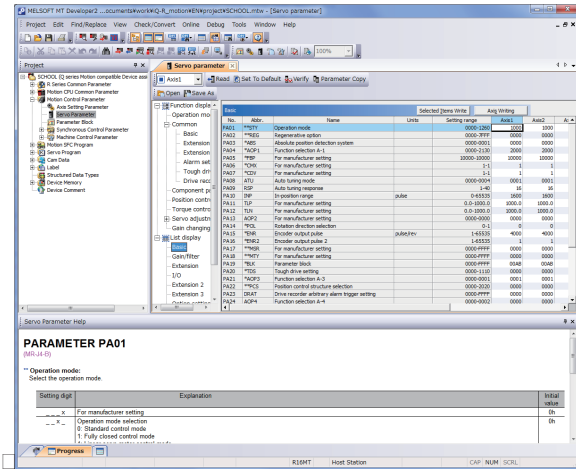 MELSOFT MT Developer2 ...ocuments¥work¥iQ-R_motion¥EN¥project¥SCHOOL.mtw - [Servo parameter]
Project Edit Find/Replace View Check/Convert Online Debug Tools Window Help
100%
Project
Servo parameter
SCHOOL (Q series Motion compatible:Device assi
R Series Common Parameter
Motion CPU Common Parameter
Motion Control Parameter
Axis Setting Parameter
Servo Parameter
Parameter Block
Synchronous Control Parameter
Machine Control Parameter
Motion SFC Program
Servo Program
Cam Data
Label
Structured Data Types
Device Memory
Device Comment
Axis1 Read Set To Default Verify Parameter Copy
Open Save As
Function displa
Operation mo
Common
Basic
Extension
Extension
Alarm set
Tough dri
Drive rec
Component p
Position contr
Torque contro
Servo adjustm
Gain changing
List display
Basic
Gain/filter
Extension
I/O
Extension 2
Extension 3
Option setting
Basic Selected Items Write Axis Writing
No. Abbr. Name Units Setting range Axis1 Axis2
PA01 **STY Operation mode 0000-1260 1000 1000
PA02 **REG Regenerative option 0000-7FFF 0000 0000
PA03 *ABS Absolute position detection system 0000-0001 0000 0000
PA04 *AOP1 Function selection A-1 0000-2130 2000 2000
PA05 *FBP For manufacturer setting 10000-10000 10000 10000
PA06 *CMX For manufacturer setting 1-1 1 1
PA07 *CDV For manufacturer setting 1-1 1 1
PA08 ATU Auto tuning mode 0000-0004 0001 0001
PA09 RSP Auto tuning response 1-40 16 16
PA10 INP In-position range pulse 0-65535 1600 1600
PA11 TLP For manufacturer setting 0.0-1000.0 1000.0 1000.0
PA12 TLN For manufacturer setting 0.0-1000.0 1000.0 1000.0
PA13 AOP2 For manufacturer setting 0000-0000 0000 0000
PA14 *POL Rotation direction selection 0-1 0 0
PA15 *ENR Encoder output pulse pulse/rev 1-65535 4000 4000
PA16 *ENR2 Encoder output pulse 2 1-65535 1 1
PA17 **MSR For manufacturer setting 0000-FFFF 0000 0000
PA18 **MTY For manufacturer setting 0000-FFFF 0000 0000
PA19 *BLK Parameter block 0000-FFFF 00AB 00AB
PA20 *TDS Tough drive setting 0000-1110 0000 0000
PA21 *AOP3 Function selection A-3 0000-0001 0001 0001
PA22 **PCS Position control structure selection 0000-2020 0000 0000
PA23 DRAT Drive recorder arbitrary alarm trigger setting 0000-FFFF 0000 0000
PA24 AOP4 Function selection A-4 0000-0002 0000 0000
Servo Parameter Help
PARAMETER PA01
(MR-J4-B)
** Operation mode:
Select the operation mode.
Setting digit Explanation Initial value
_ _ _ x For manufacturer setting 0h
_ _ x _ Operation mode selection 0h
0: Standard control mode
1: Fully closed control mode
Progress
R16MT Host Station CAP NUM SCRL